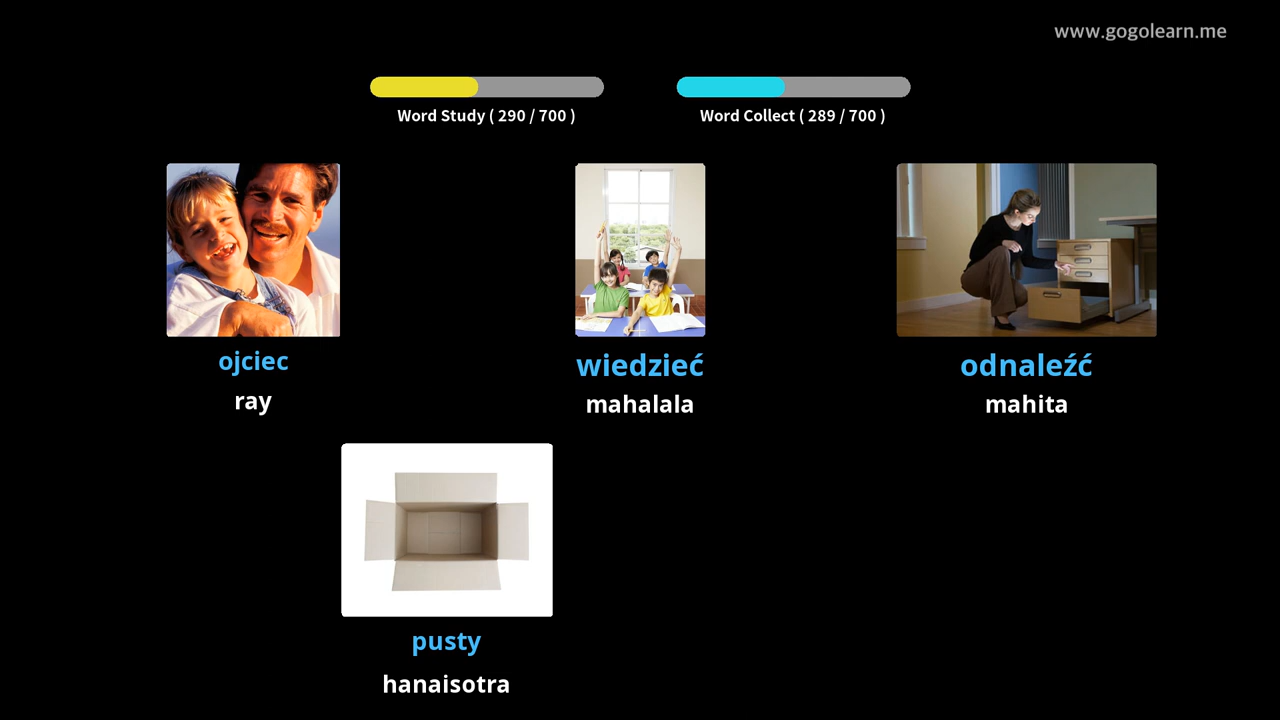 www.gogolearn.me
Word Study ( 290 / 700 )
Word Collect ( 289 / 700 )
ojciec
ray
wiedzieć
mahalala
odnaleźć
mahita
pusty
hanaisotra